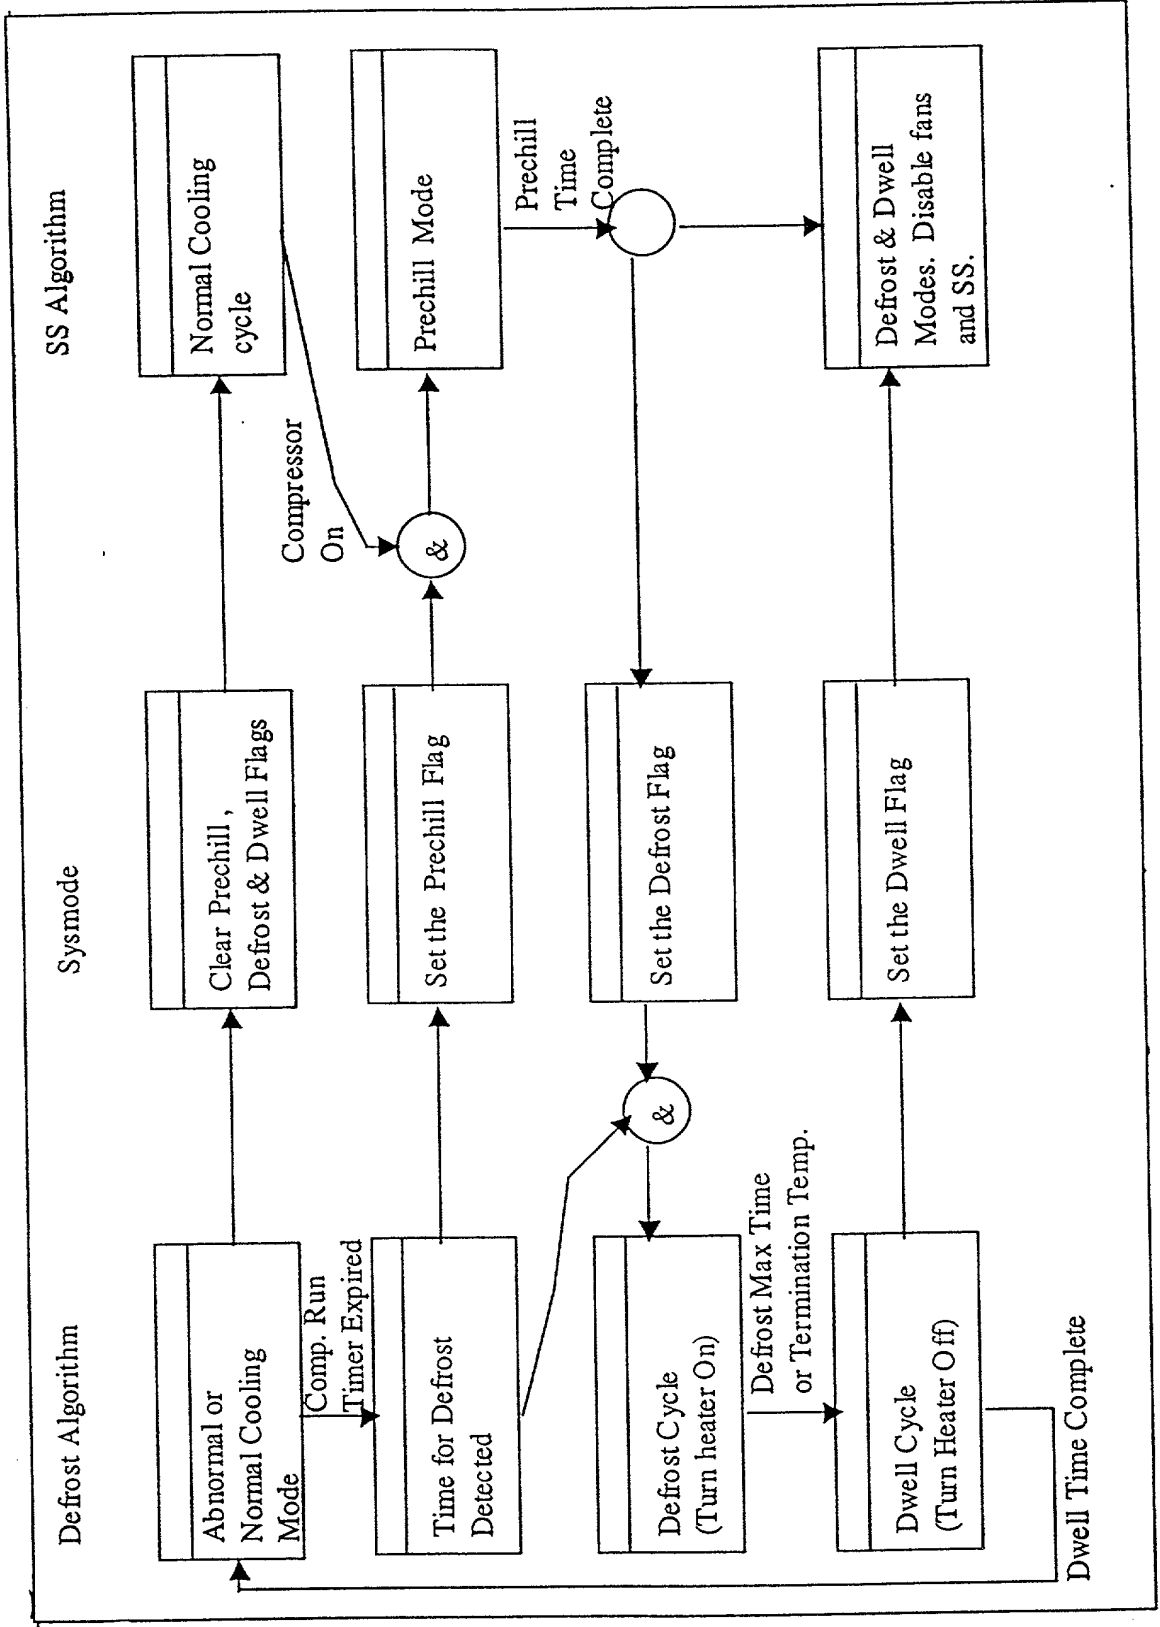 Defrost Algorithm
Sysmode
SS Algorithm
Abnormal or
Normal Cooling
Mode
Clear Prechill ,
Defrost & Dwell Flags
Normal Cooling
cycle
Comp. Run
Timer Expired
Compressor
On
Time for Defrost
Detected
Set the Prechill Flag
&
Prechill Mode
Prechill
Time
Complete
&
Defrost Cycle
(Turn heater On)
Set the Defrost Flag
Defrost Max Time
or Termination Temp.
Dwell Cycle
(Turn Heater Off)
Set the Dwell Flag
Defrost & Dwell
Modes. Disable fans
and SS.
Dwell Time Complete